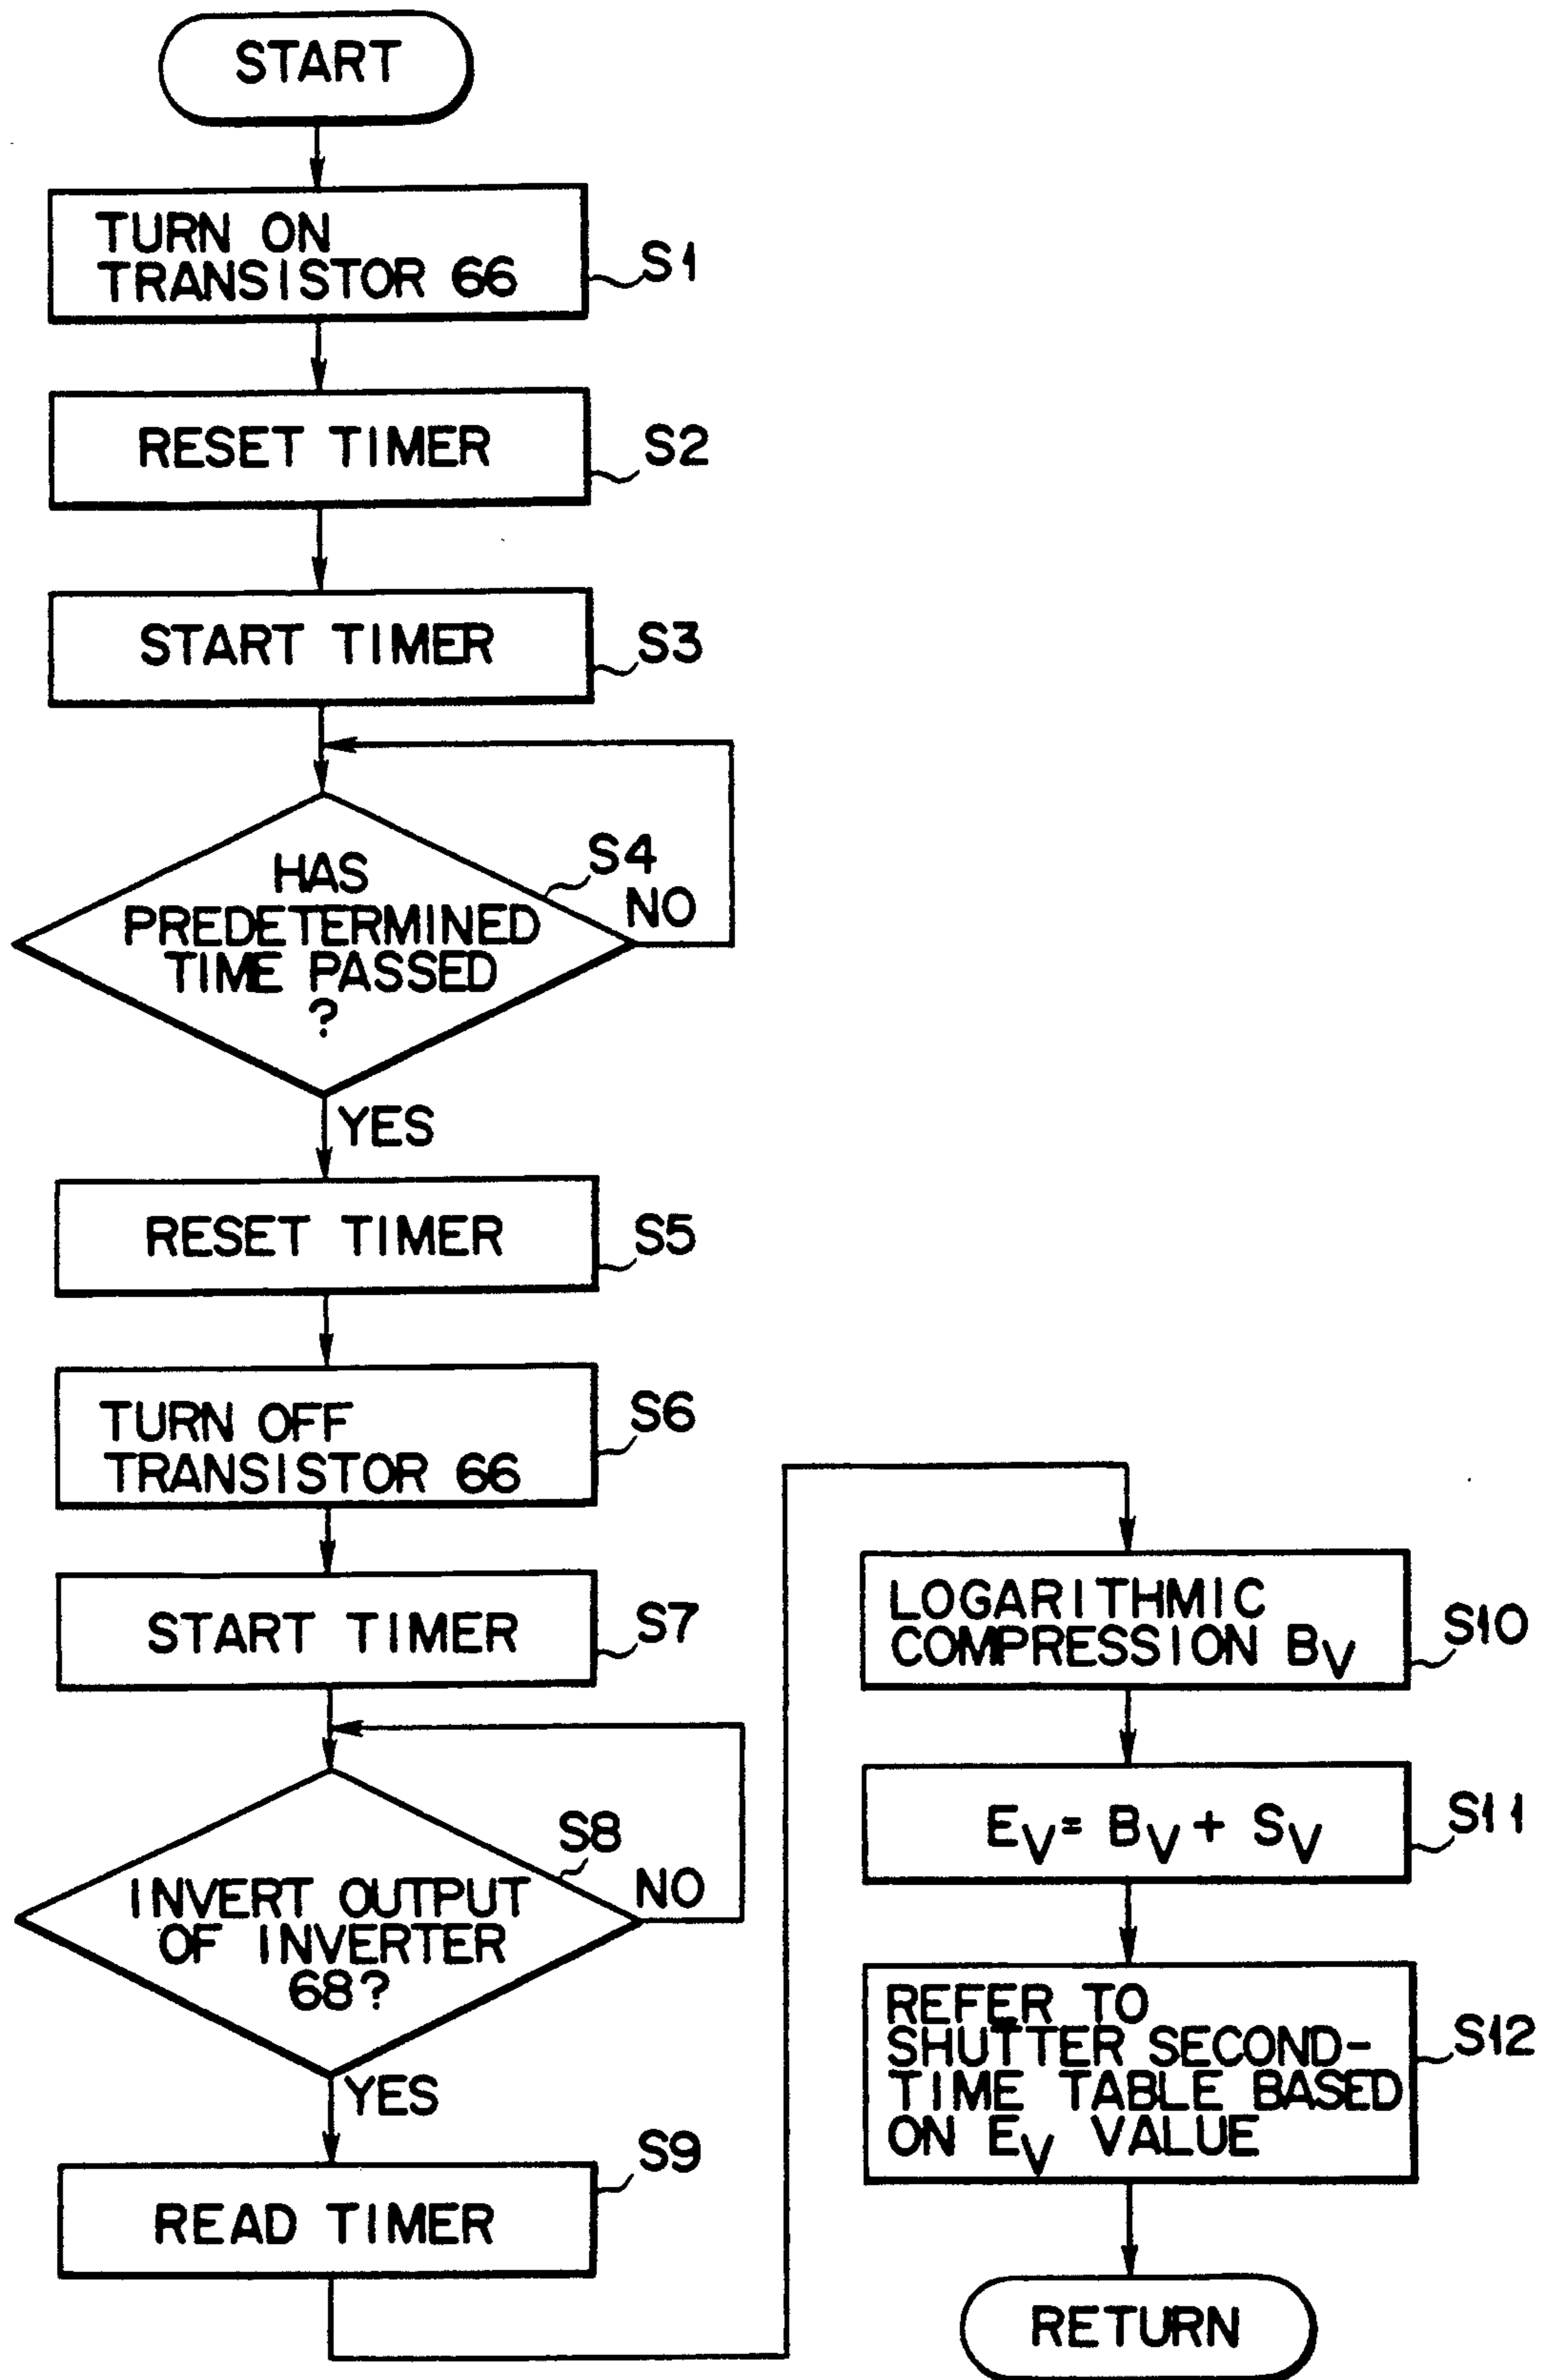 START
TURN ON
TRANSISTOR 66
S1
RESET TIMER
S2
START TIMER
S3
HAS
PREDETERMINED
TIME PASSED
?
S4
NO
YES
RESET TIMER
S5
TURN OFF
TRANSISTOR 66
S6
START TIMER
S7
INVERT OUTPUT
OF INVERTER
68?
S8
NO
YES
READ TIMER
S9
LOGARITHMIC
COMPRESSION BV
S10
EV= BV+ SV
S11
REFER TO
SHUTTER SECOND-
TIME TABLE BASED
ON EV VALUE
S12
RETURN